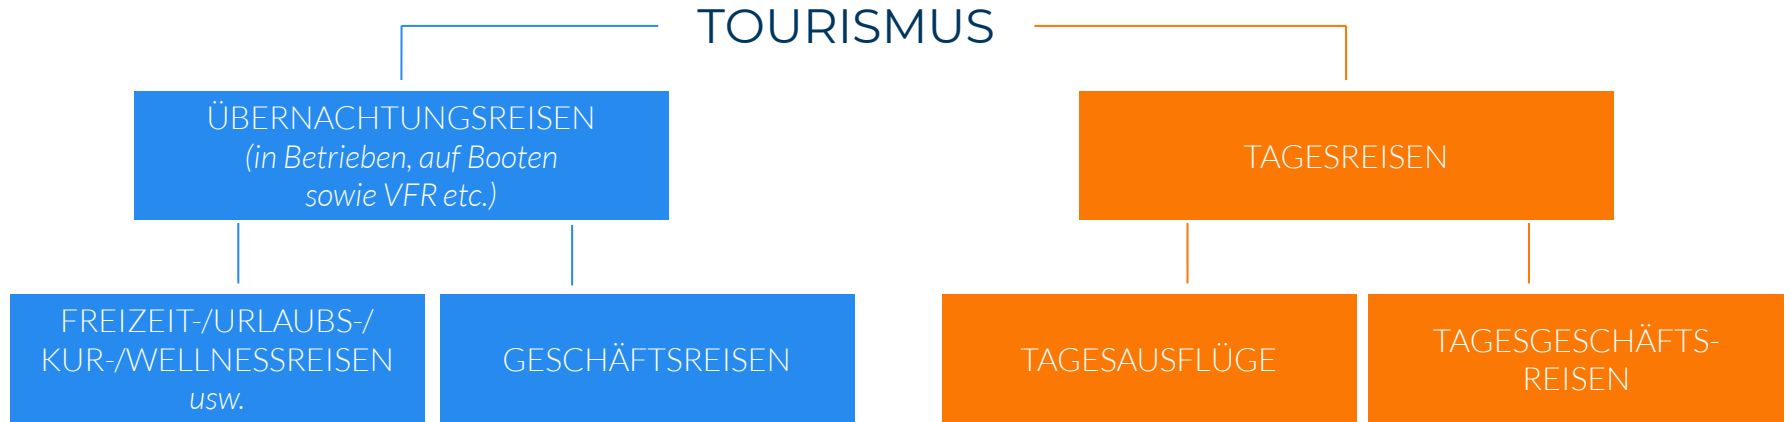 TOURISMUS
ÜBERNACHTUNGSREISEN
(in Betrieben, auf Booten
sowie VFR etc.)
TAGESREISEN
FREIZEIT-/URLAUBS-/
KUR-/WELLNESSREISEN
usw.
GESCHÄFTSREISEN
TAGESAUSFLÜGE
TAGESGESCHÄFTS-
REISEN